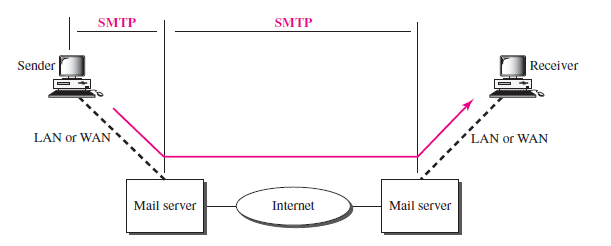 SMTP
SMTP
Sender
Receiver
LAN or WAN
LAN or WAN
Mail server
Internet
Mail server